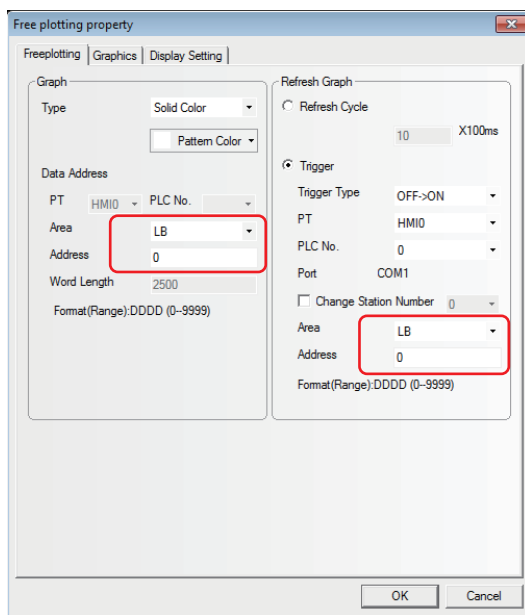 Free plotting property
Freeplotting Graphics Display Setting
Graph
Type Solid Color
Pattern Color
Data Address
PT HMI0 PLC No.
Area LB
Address 0
Word Length 2500
Format(Range):DDDD (0--9999)
Refresh Graph
Refresh Cycle
10 X100ms
Trigger
Trigger Type OFF->ON
PT HMI0
PLC No. 0
Port COM1
Change Station Number 0
Area LB
Address 0
Format(Range):DDDD (0--9999)
OK Cancel